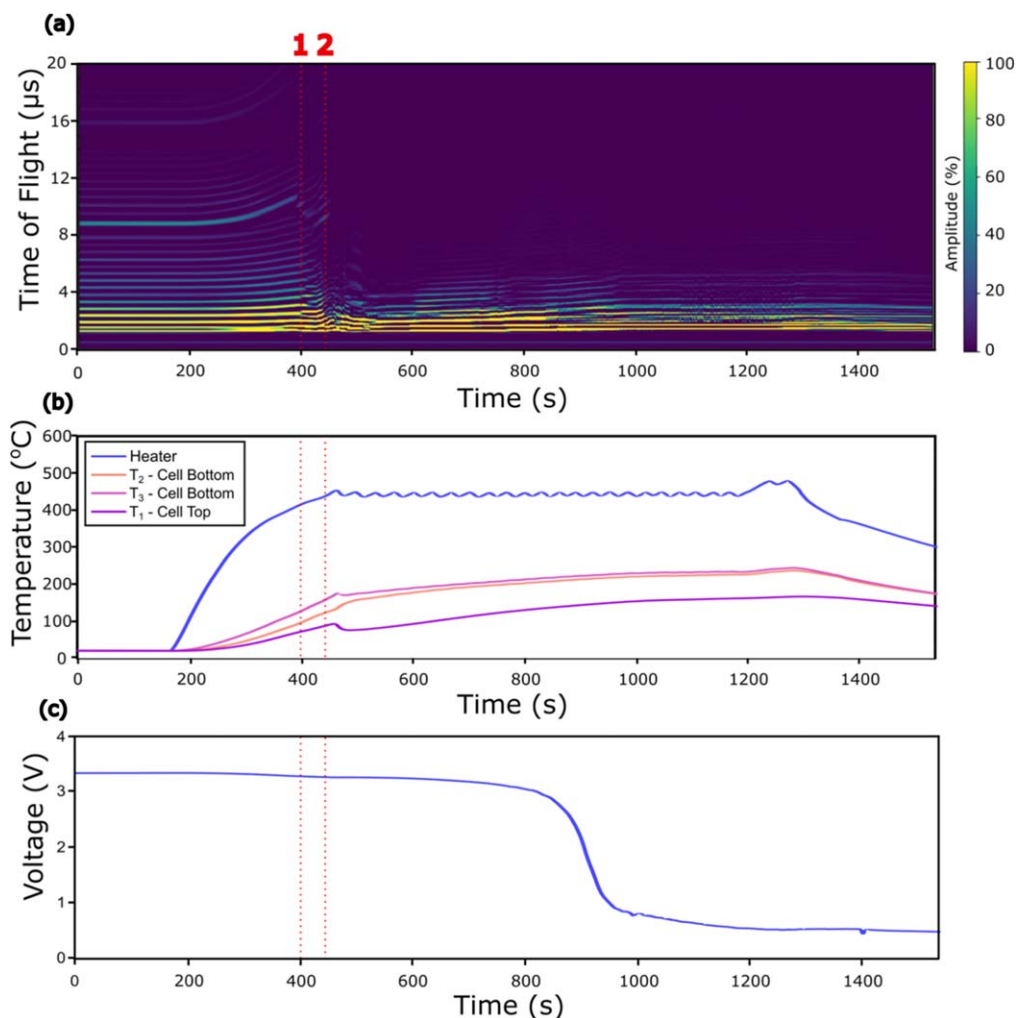 (a)
1 2
Time of Flight (µs)
20
16
12
8
4
0
0 200 400 600 800 1000 1200 1400
Time (s)
Amplitude (%)
100
80
60
40
20
0
(b)
Temperature (°C)
600
500
400
300
200
100
0
Heater
T₂ - Cell Bottom
T₃ - Cell Bottom
T₁ - Cell Top
0 200 400 600 800 1000 1200 1400
Time (s)
(c)
Voltage (V)
4
3
2
1
0
0 200 400 600 800 1000 1200 1400
Time (s)